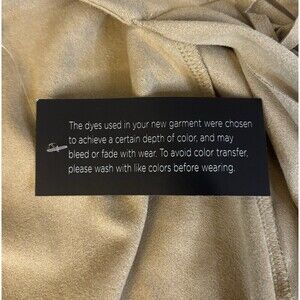 The dyes used in your new garment were chosen
to achieve a certain depth of color, and may
bleed or fade with wear. To avoid color transfer,
please wash with like colors before wearing.